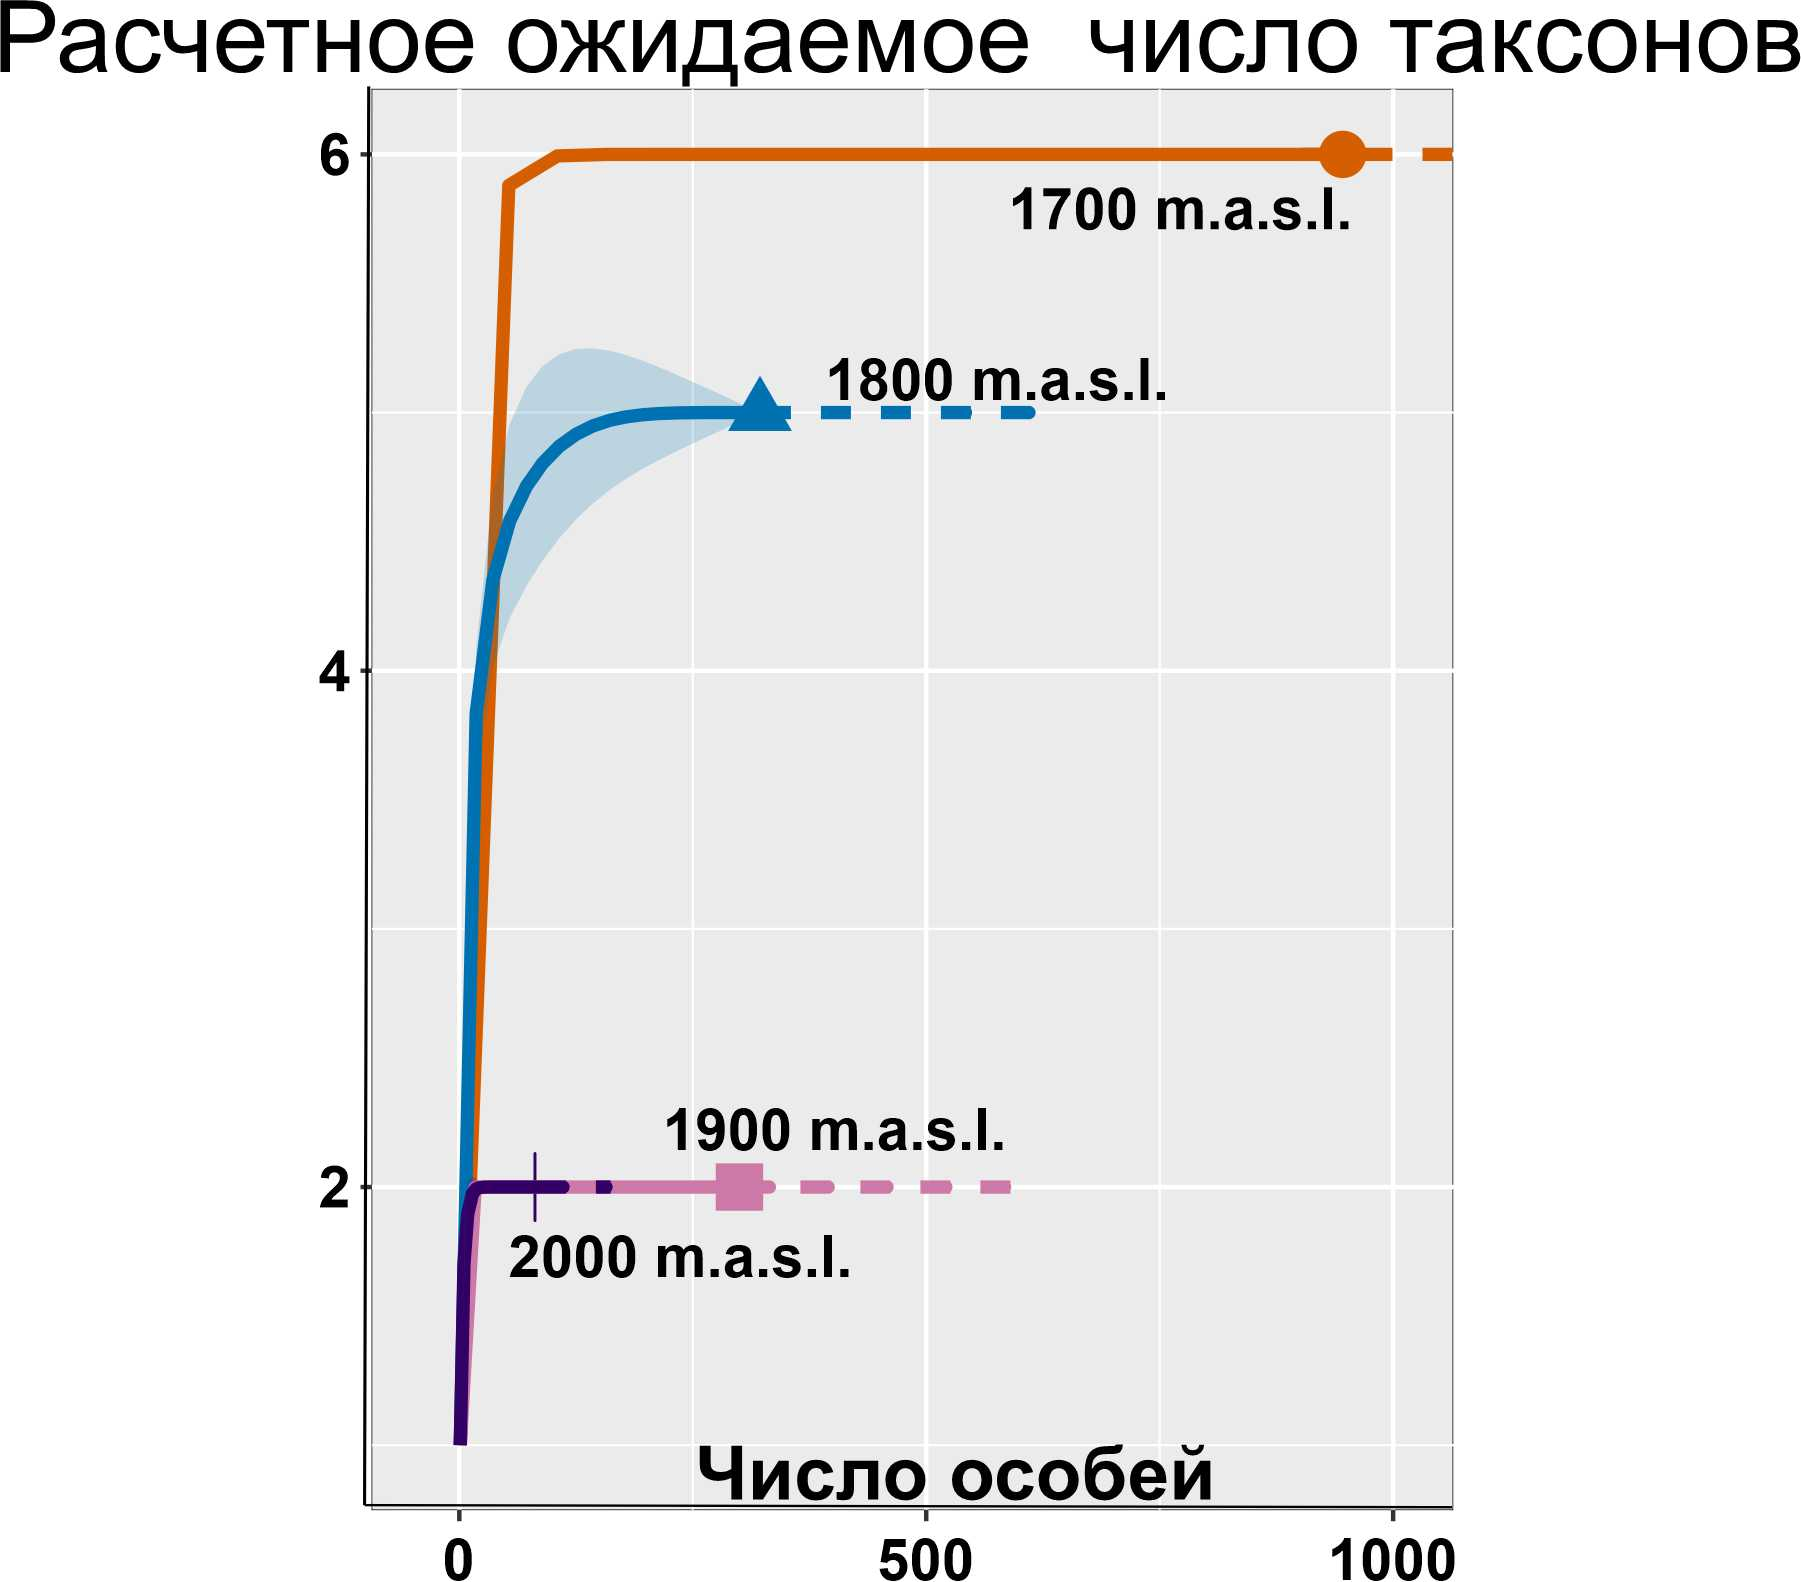 Расчетное ожидаемое число таксонов
6
1700 m.a.s.l.
1800 m.a.s.l.
4
1900 m.a.s.l.
2
2000 m.a.s.l.
Число особей
0 500 1000